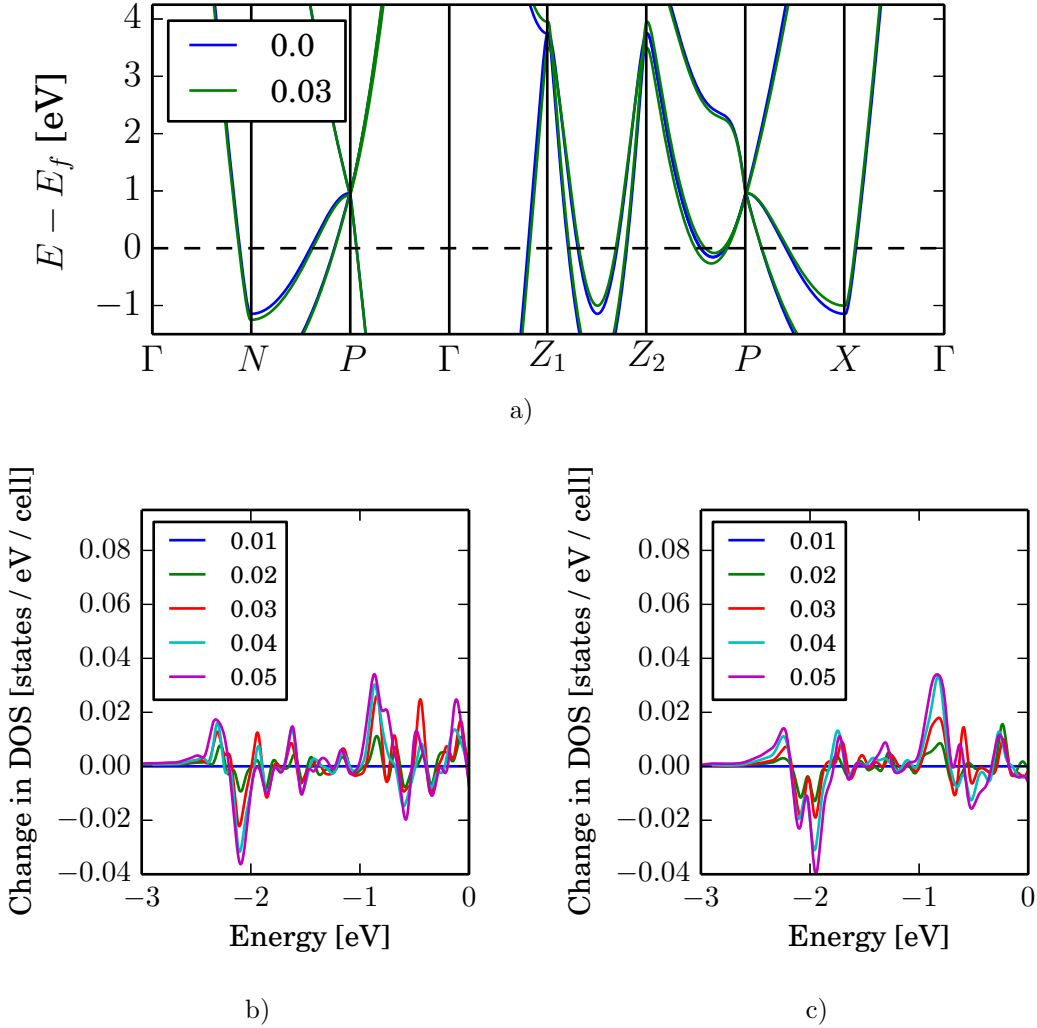 4
3
2
1
0
−1
E − E_f [eV]
0.0
0.03
Γ N P Γ Z_1 Z_2 P X Γ
a)
Change in DOS [states / eV / cell]
0.08
0.06
0.04
0.02
0.00
−0.02
−0.04
0.01
0.02
0.03
0.04
0.05
−3 −2 −1 0
Energy [eV]
b)
Change in DOS [states / eV / cell]
0.08
0.06
0.04
0.02
0.00
−0.02
−0.04
0.01
0.02
0.03
0.04
0.05
−3 −2 −1 0
Energy [eV]
c)